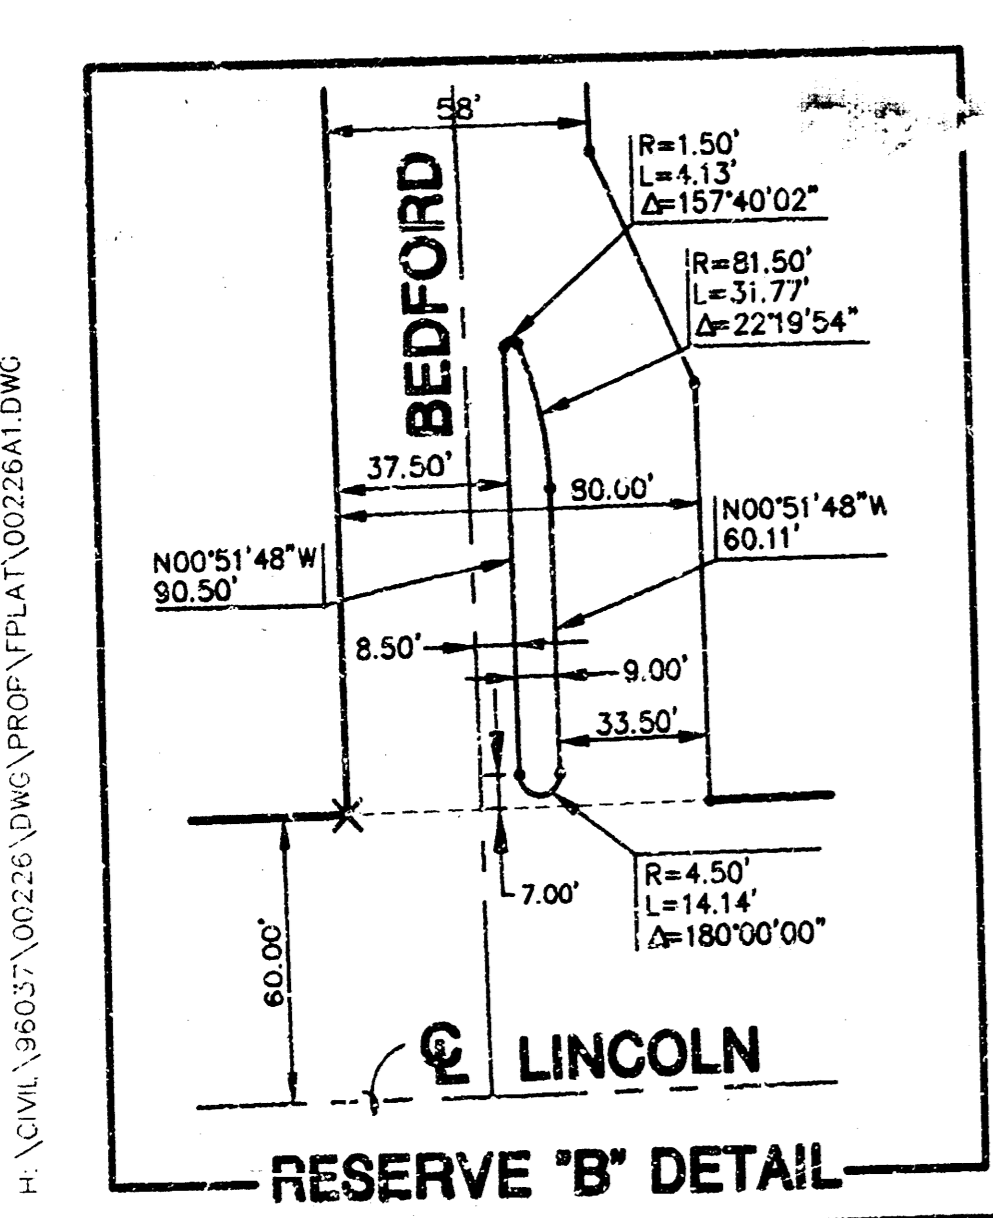 58'
BEDFORD
R=1.50'
L=4.13'
Δ=157°40'02"
R=81.50'
L=31.77'
Δ=22°19'54"
37.50'
80.00'
N00°51'48"W
60.11'
N00°51'48"W
90.50'
8.50'
9.00'
33.50'
7.00'
R=4.50'
L=14.14'
Δ=180°00'00"
60.00'
℄ LINCOLN
RESERVE "B" DETAIL
H:\CIVIL\96037\00226\DWG\PROP\FPLAT\00226A1.DWG